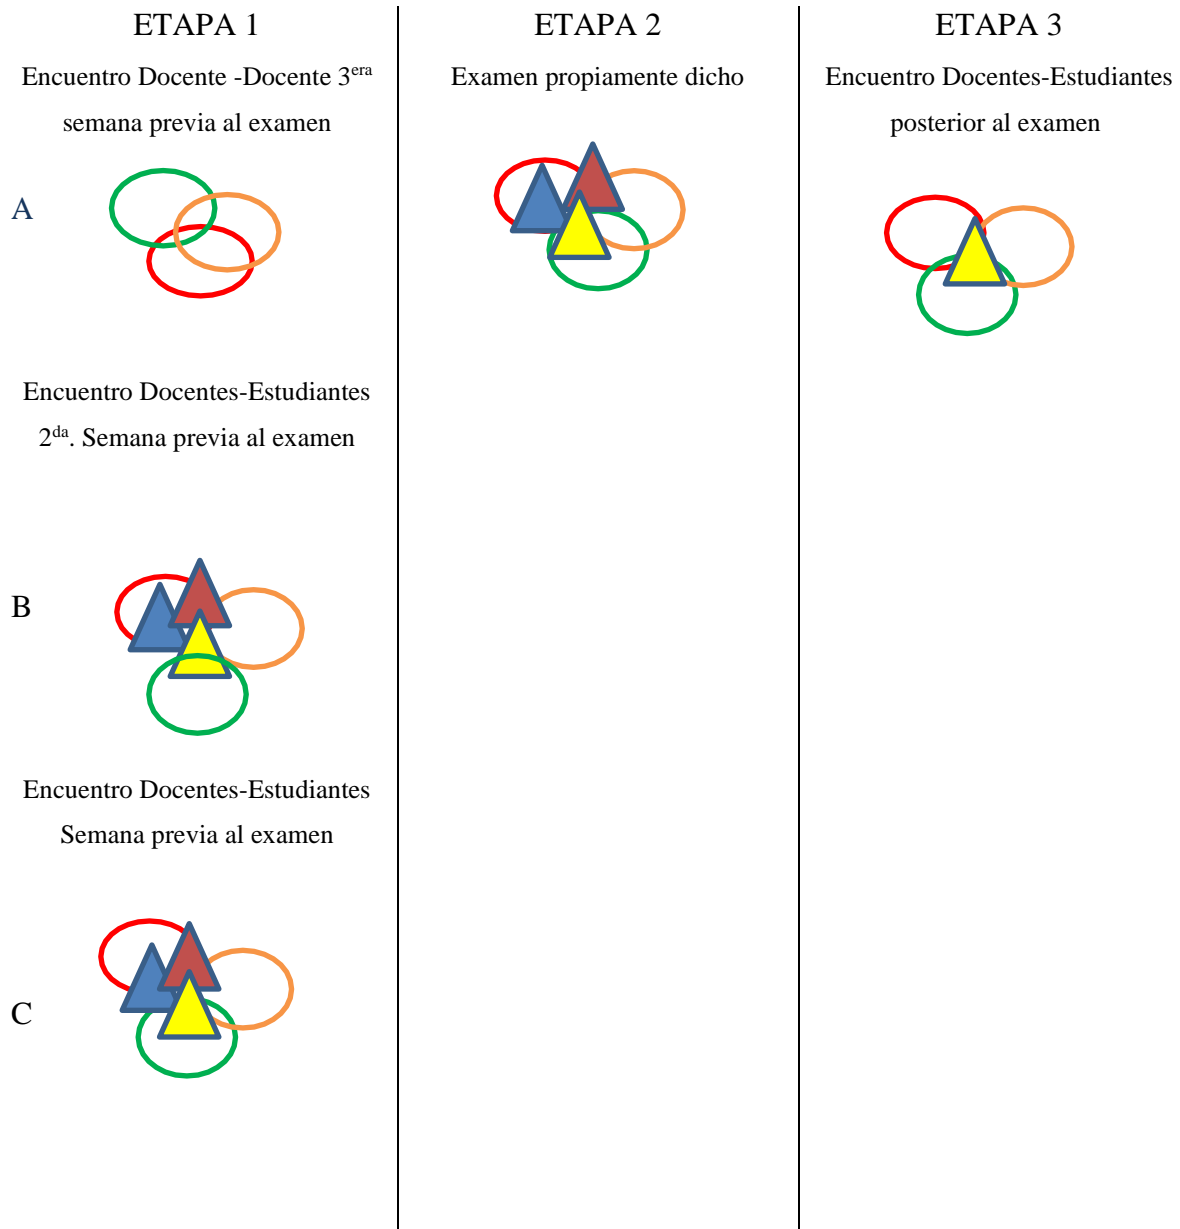 ETAPA 1
Encuentro Docente -Docente 3era
semana previa al examen
A
Encuentro Docentes-Estudiantes
2da. Semana previa al examen
B
Encuentro Docentes-Estudiantes
Semana previa al examen
C
ETAPA 2
Examen propiamente dicho
ETAPA 3
Encuentro Docentes-Estudiantes
posterior al examen